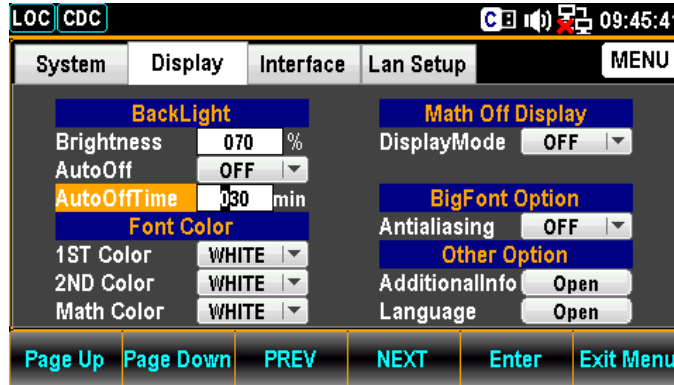 LOC CDC C 09:45:41
System Display Interface Lan Setup MENU
BackLight
Brightness 070 %
AutoOff OFF
AutoOffTime 030 min
Font Color
1ST Color WHITE
2ND Color WHITE
Math Color WHITE
Math Off Display
DisplayMode OFF
BigFont Option
Antialiasing OFF
Other Option
AdditionalInfo Open
Language Open
Page Up Page Down PREV NEXT Enter Exit Menu